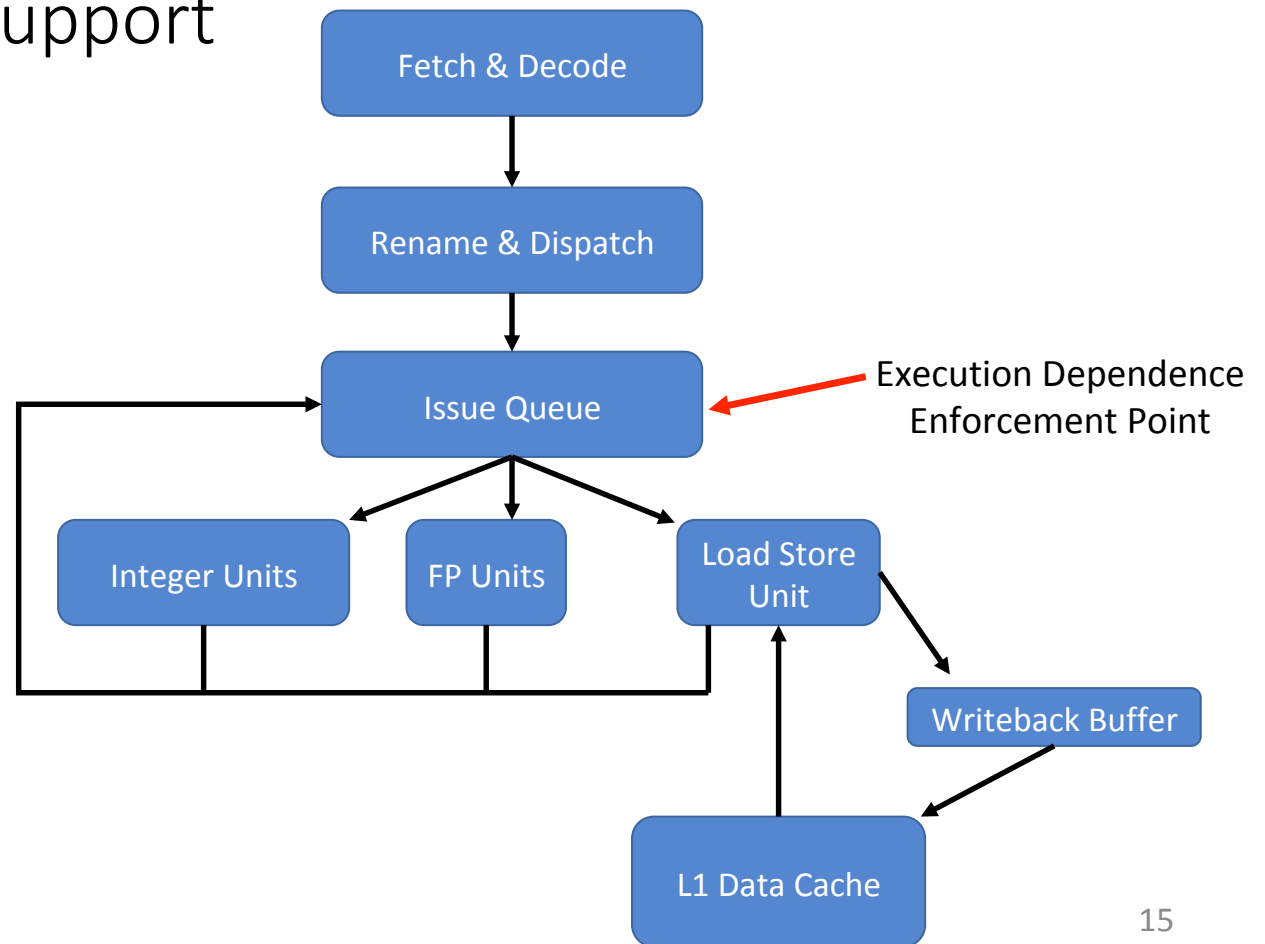 upport
Fetch & Decode
Rename & Dispatch
Issue Queue
Execution Dependence
Enforcement Point
Integer Units
FP Units
Load Store
Unit
Writeback Buffer
L1 Data Cache
15